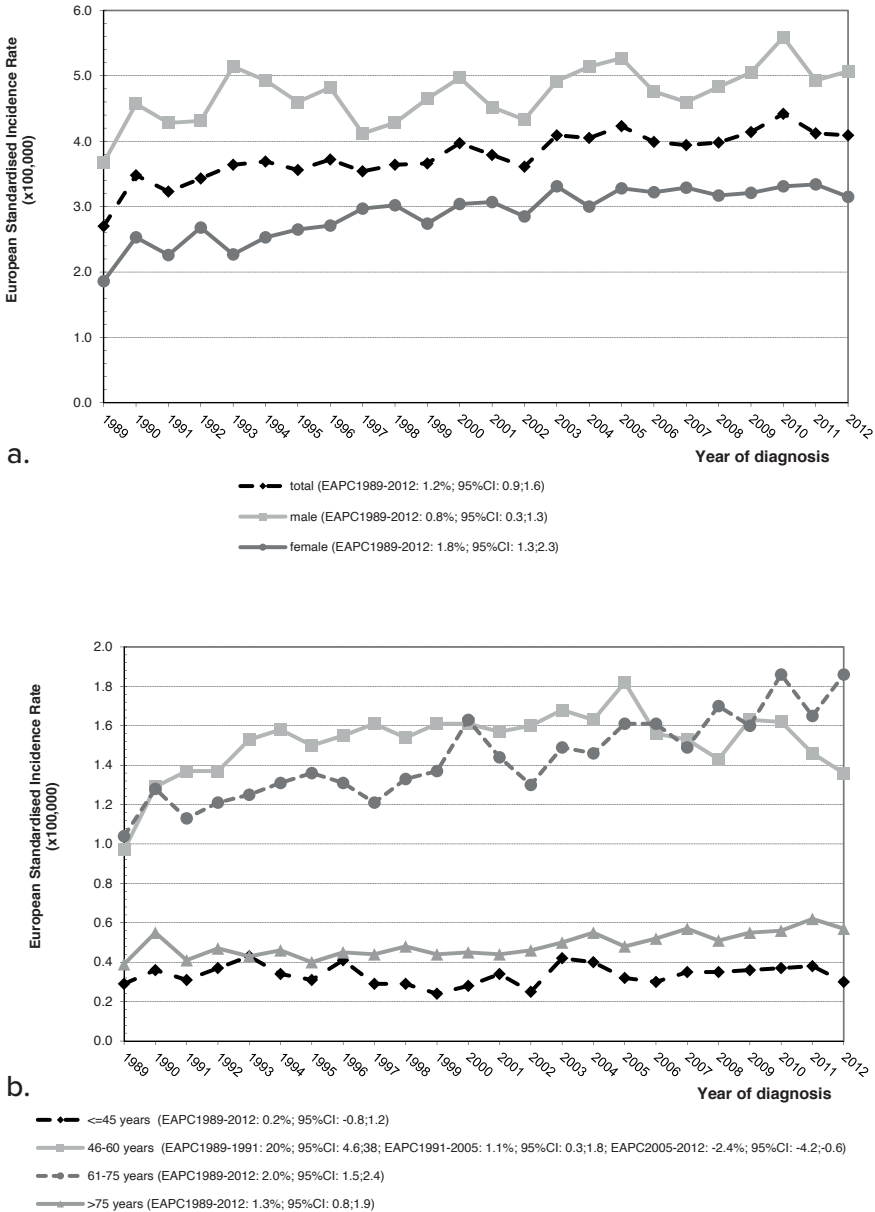 European Standardised Incidence Rate
(x100,000)
6.0
5.0
4.0
3.0
2.0
1.0
0.0
1989 1990 1991 1992 1993 1994 1995 1996 1997 1998 1999 2000 2001 2002 2003 2004 2005 2006 2007 2008 2009 2010 2011 2012
a.
Year of diagnosis
total (EAPC1989-2012: 1.2%; 95%CI: 0.9;1.6)
male (EAPC1989-2012: 0.8%; 95%CI: 0.3;1.3)
female (EAPC1989-2012: 1.8%; 95%CI: 1.3;2.3)
European Standardised Incidence Rate
(x100,000)
2.0
1.8
1.6
1.4
1.2
1.0
0.8
0.6
0.4
0.2
0.0
1989 1990 1991 1992 1993 1994 1995 1996 1997 1998 1999 2000 2001 2002 2003 2004 2005 2006 2007 2008 2009 2010 2011 2012
b.
Year of diagnosis
<=45 years (EAPC1989-2012: 0.2%; 95%CI: -0.8;1.2)
46-60 years (EAPC1989-1991: 20%; 95%CI: 4.6;38; EAPC1991-2005: 1.1%; 95%CI: 0.3;1.8; EAPC2005-2012: -2.4%; 95%CI: -4.2;-0.6)
61-75 years (EAPC1989-2012: 2.0%; 95%CI: 1.5;2.4)
>75 years (EAPC1989-2012: 1.3%; 95%CI: 0.8;1.9)